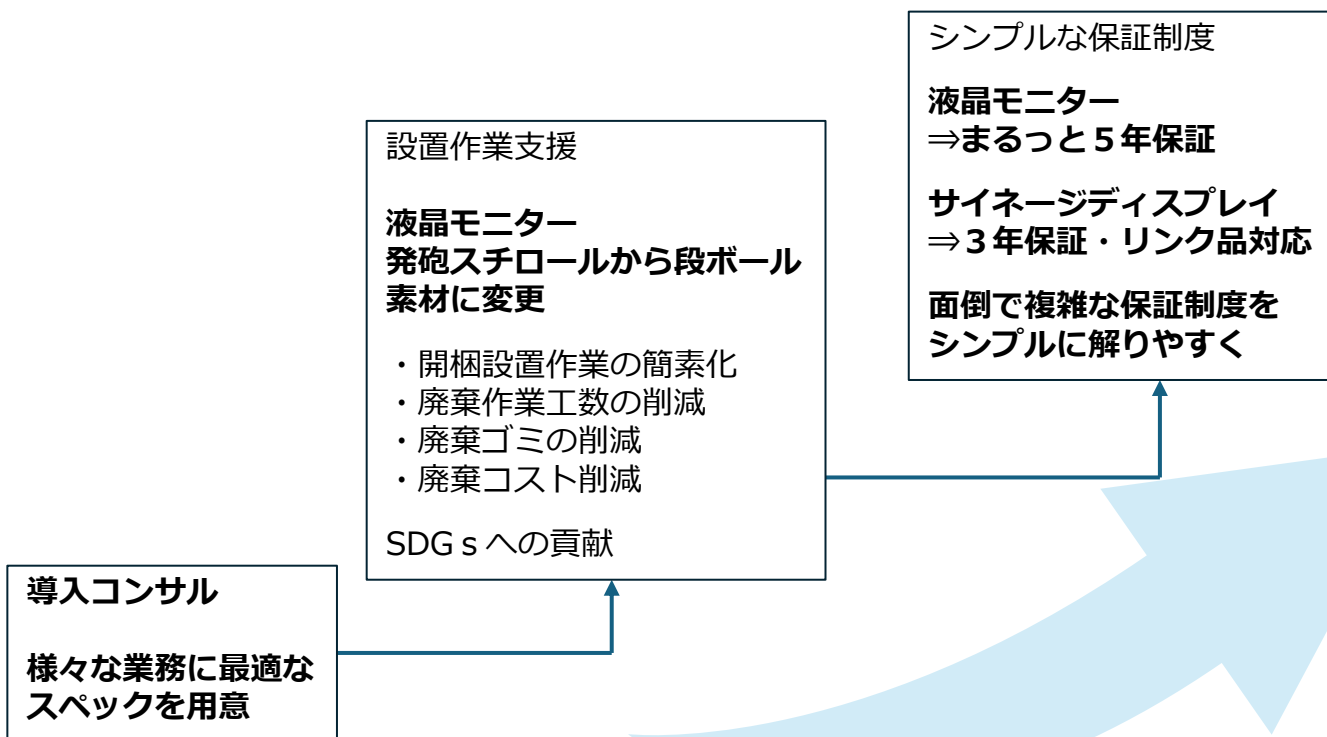 シンプルな保証制度
液晶モニター
⇒まるっと５年保証
サイネージディスプレイ
⇒３年保証・リンク品対応
面倒で複雑な保証制度を
シンプルに解りやすく
設置作業支援
液晶モニター
発砲スチロールから段ボール
素材に変更
・開梱設置作業の簡素化
・廃棄作業工数の削減
・廃棄ゴミの削減
・廃棄コスト削減
SDGｓへの貢献
導入コンサル
様々な業務に最適な
スペックを用意